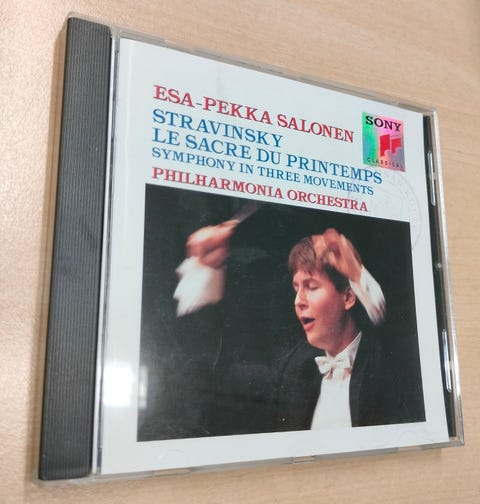 ESA-PEKKA SALONEN
STRAVINSKY
LE SACRE DU PRINTEMPS
SYMPHONY IN THREE MOVEMENTS
PHILHARMONIA ORCHESTRA
SONY
CLASSICAL